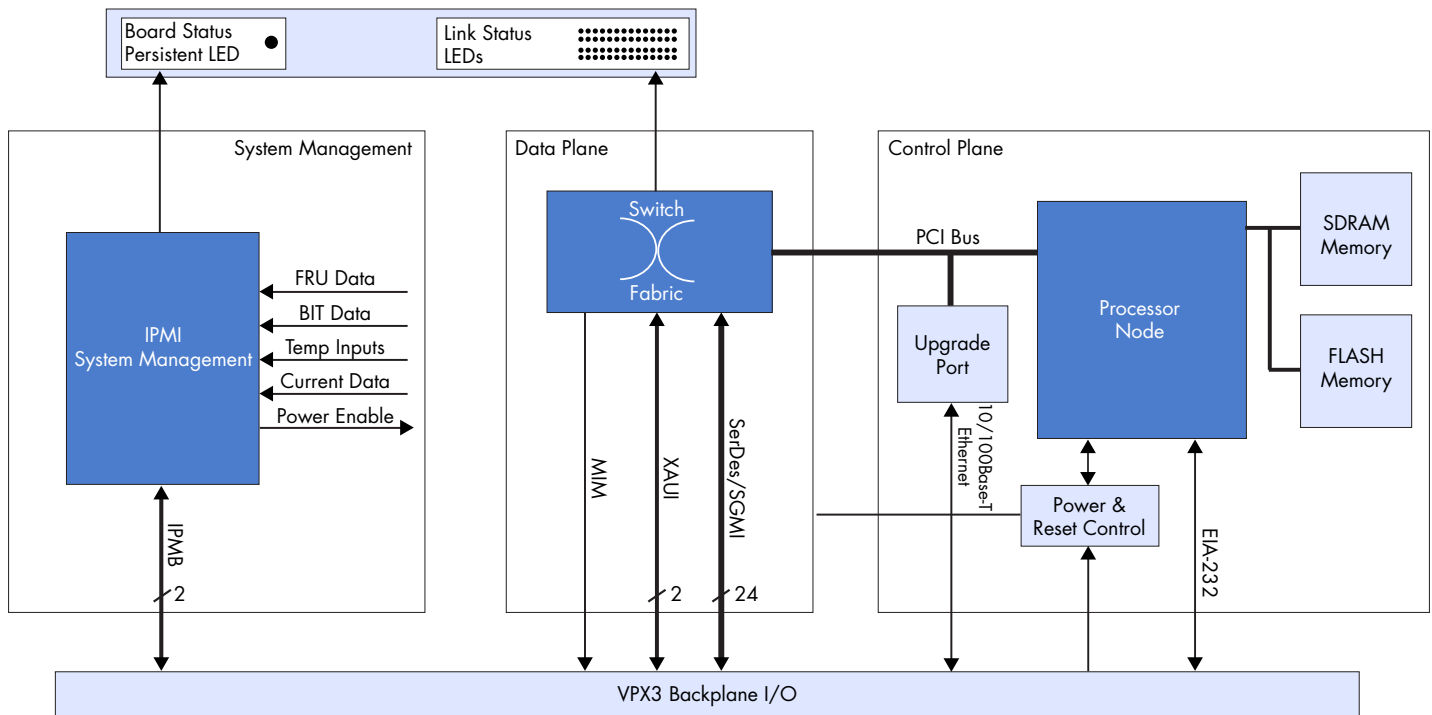 Board Status
Persistent LED
Link Status
LEDs
System Management
Data Plane
Control Plane
Switch
Fabric
PCI Bus
SDRAM
Memory
FRU Data
BIT Data
IPMI
System Management
Temp Inputs
Current Data
Power Enable
Processor
Node
Upgrade
Port
FLASH
Memory
10/100Base-T
Ethernet
MIM
XAUI
SerDes/SGMI
Power &
Reset Control
EIA-232
IPMB
2
2
24
VPX3 Backplane I/O